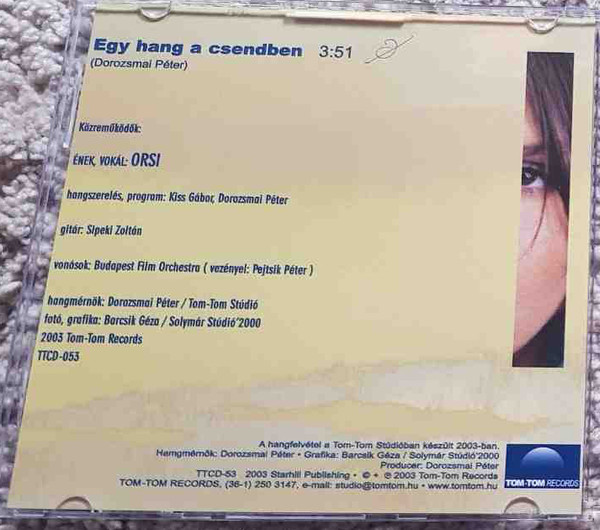 Egy hang a csendben 3:51
(Dorozsmai Péter)
Közreműködők:
ÉNEK, VOKÁL: ORSI
hangszerelés, program: Kiss Gábor, Dorozsmai Péter
gitár: Sipeki Zoltán
vonósok: Budapest Film Orchestra ( vezényel: Pejtsik Péter )
hangmérnök: Dorozsmai Péter / Tom-Tom Stúdió
fotó, grafika: Barcsik Géza / Solymár Stúdió'2000
2003 Tom-Tom Records
TTCD-053
A hangfelvétel a Tom-Tom Stúdióban készült 2003-ban.
Hangmérnök: Dorozsmai Péter • Grafika: Barcsik Géza / Solymár Stúdió'2000
Producer: Dorozsmai Péter
TTCD-53 2003 Starhill Publishing • © • ℗ 2003 Tom-Tom Records
TOM-TOM RECORDS, (36-1) 250 3147, e-mail: studio@tomtom.hu • www.tomtom.hu
TOM-TOM RECORDS